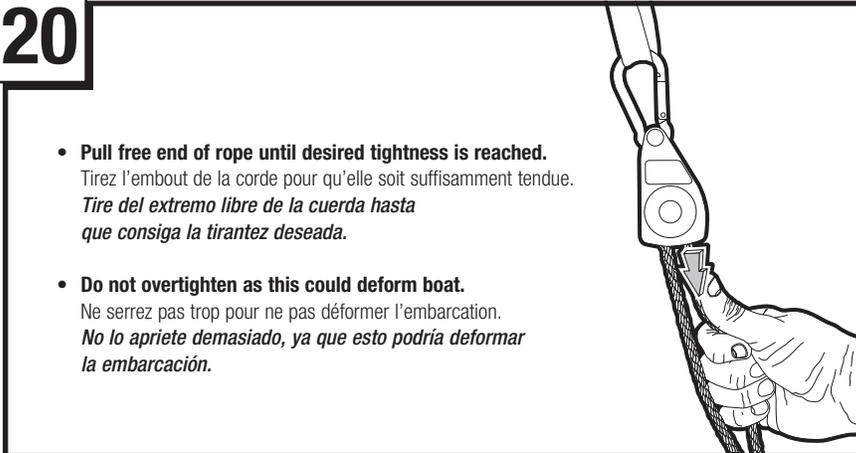 20
• Pull free end of rope until desired tightness is reached.
Tirez l’embout de la corde pour qu’elle soit suffisamment tendue.
Tire del extremo libre de la cuerda hasta
que consiga la tirantez deseada.
• Do not overtighten as this could deform boat.
Ne serrez pas trop pour ne pas déformer l’embarcation.
No lo apriete demasiado, ya que esto podría deformar
la embarcación.